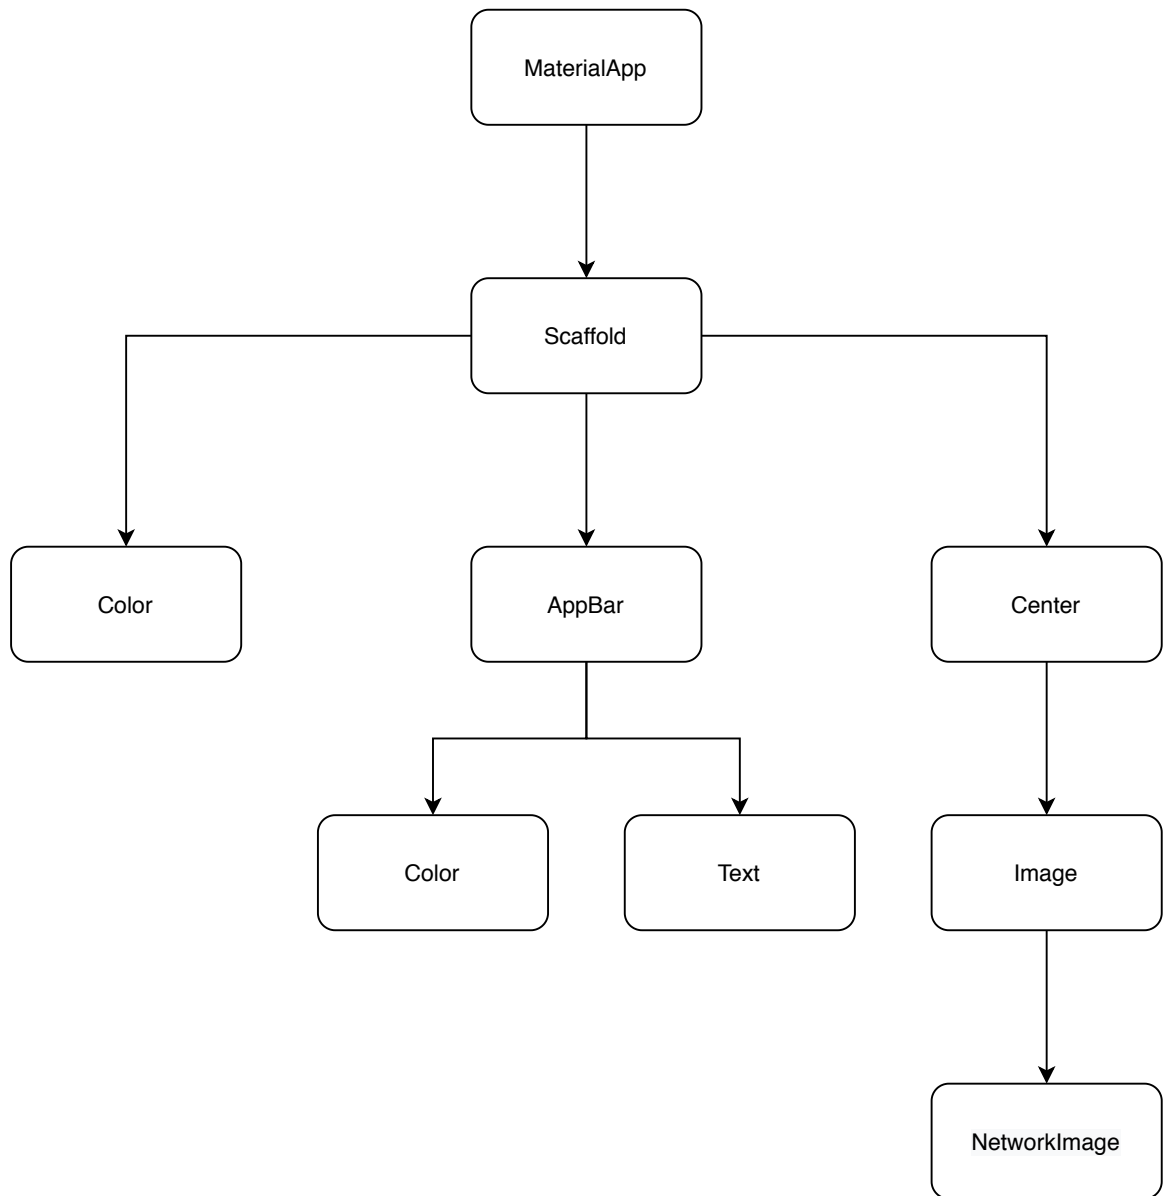 MaterialApp
Scaffold
Color
AppBar
Center
Color
Text
Image
NetworkImage